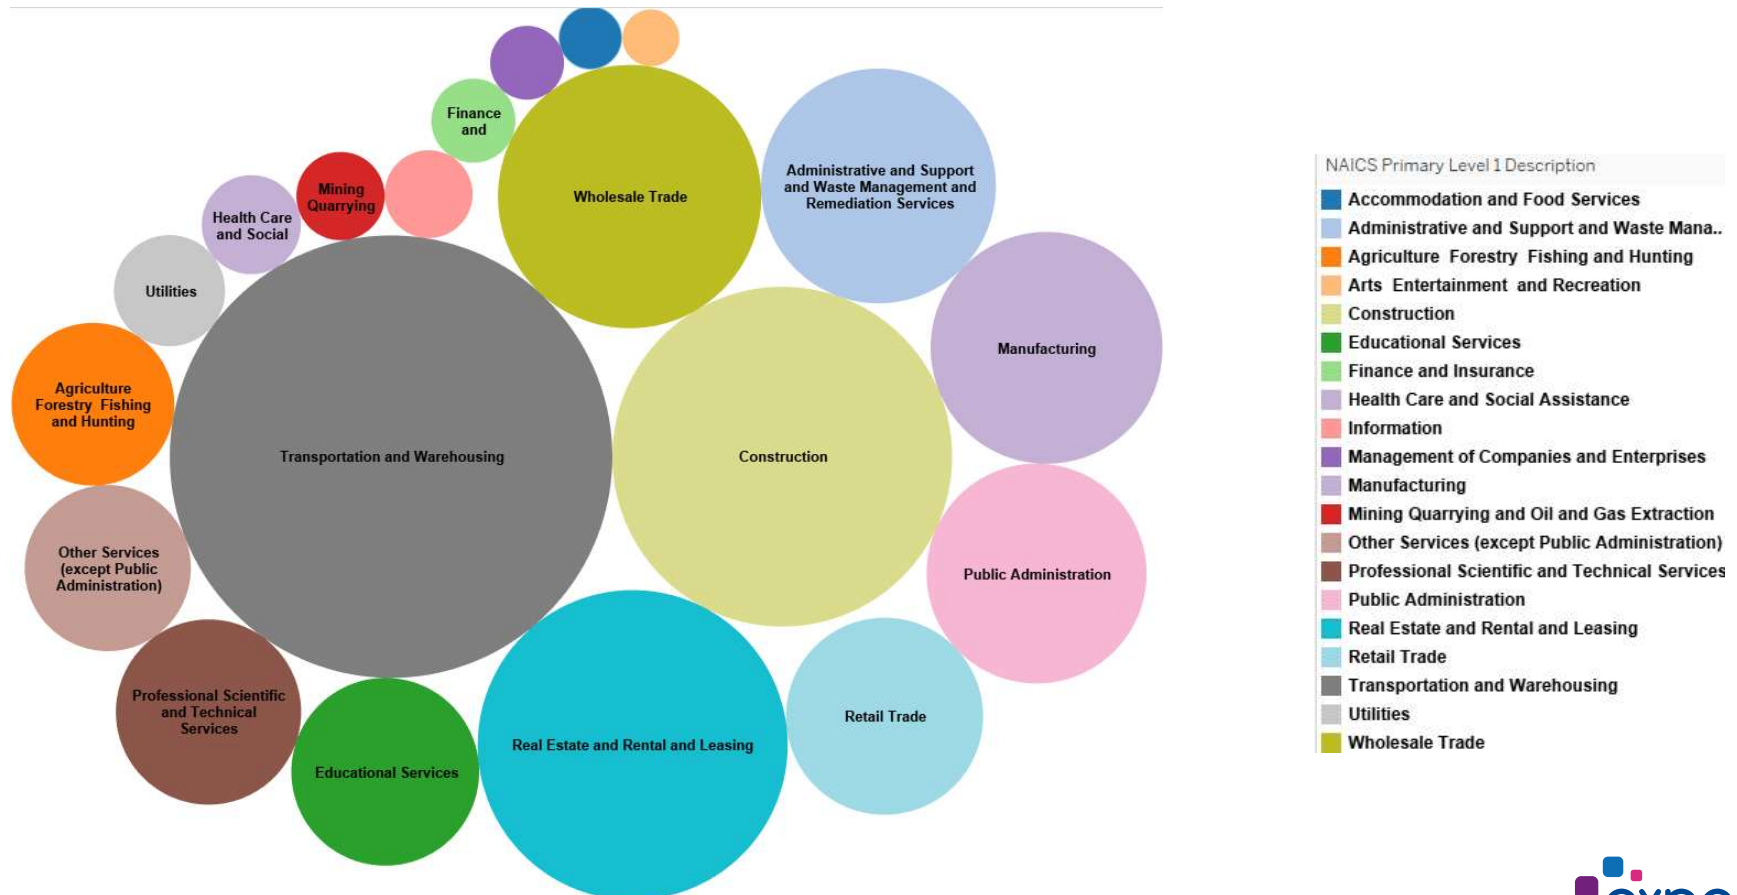 Finance
and
Wholesale Trade
Administrative and Support
and Waste Management and
Remediation Services
Mining
Quarrying
Health Care
and Social
Utilities
Manufacturing
Agriculture
Forestry Fishing
and Hunting
Transportation and Warehousing
Construction
Other Services
(except Public
Administration)
Public Administration
Professional Scientific
and Technical
Services
Retail Trade
Real Estate and Rental and Leasing
Educational Services
NAICS Primary Level 1 Description
Accommodation and Food Services
Administrative and Support and Waste Mana..
Agriculture Forestry Fishing and Hunting
Arts Entertainment and Recreation
Construction
Educational Services
Finance and Insurance
Health Care and Social Assistance
Information
Management of Companies and Enterprises
Manufacturing
Mining Quarrying and Oil and Gas Extraction
Other Services (except Public Administration)
Professional Scientific and Technical Services
Public Administration
Real Estate and Rental and Leasing
Retail Trade
Transportation and Warehousing
Utilities
Wholesale Trade